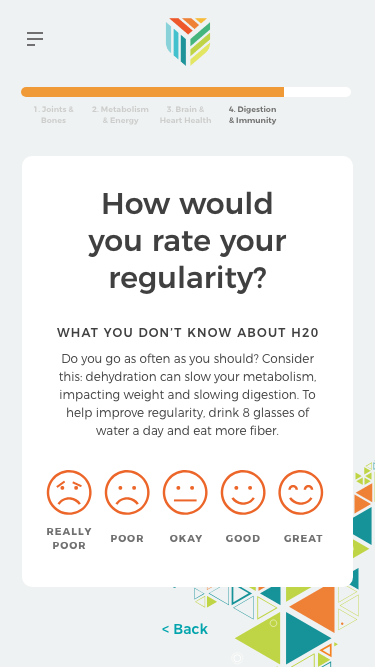 1. Joints & Bones
2. Metabolism & Energy
3. Brain & Heart Health
4. Digestion & Immunity
How would
you rate your
regularity?
WHAT YOU DON'T KNOW ABOUT H20
Do you go as often as you should? Consider
this: dehydration can slow your metabolism,
impacting weight and slowing digestion. To
help improve regularity, drink 8 glasses of
water a day and eat more fiber.
REALLY POOR
POOR
OKAY
GOOD
GREAT
< Back